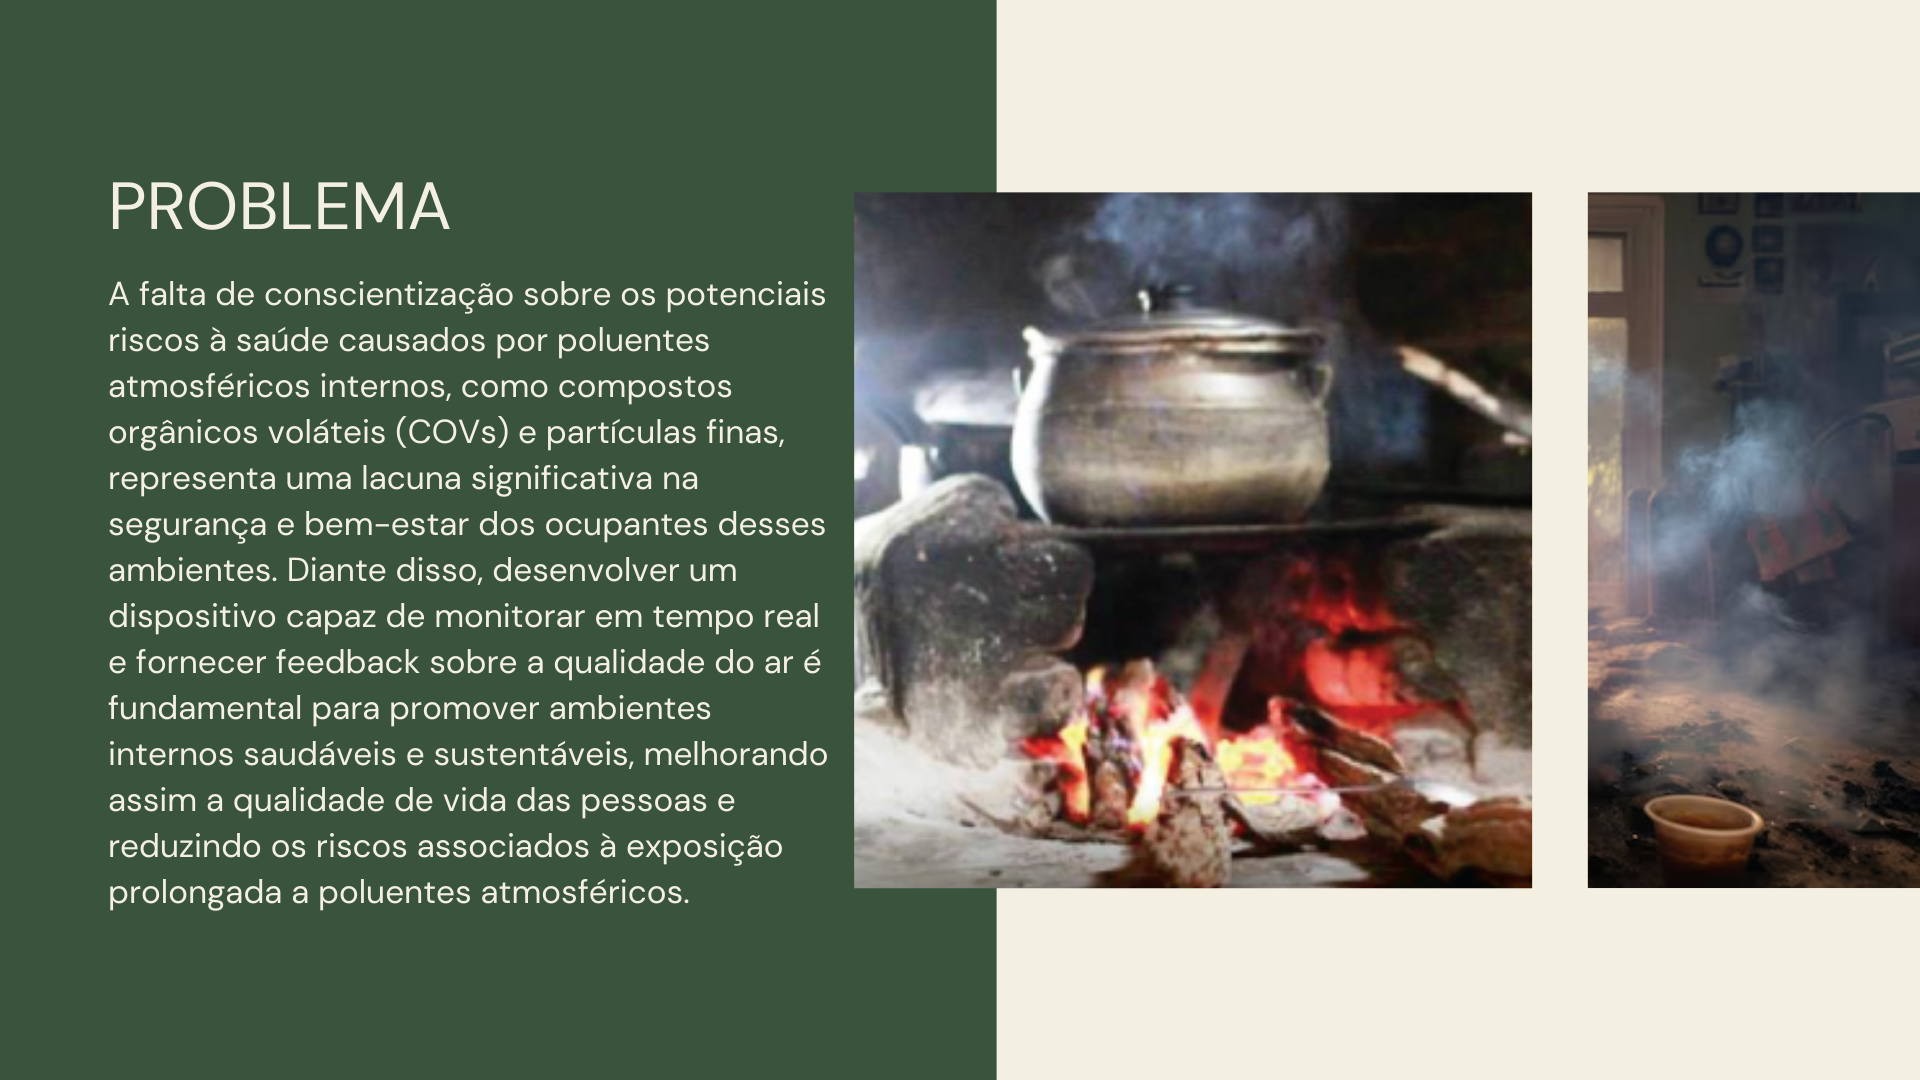 PROBLEMA
A falta de conscientização sobre os potenciais
riscos à saúde causados por poluentes
atmosféricos internos, como compostos
orgânicos voláteis (COVs) e partículas finas,
representa uma lacuna significativa na
segurança e bem-estar dos ocupantes desses
ambientes. Diante disso, desenvolver um
dispositivo capaz de monitorar em tempo real
e fornecer feedback sobre a qualidade do ar é
fundamental para promover ambientes
internos saudáveis e sustentáveis, melhorando
assim a qualidade de vida das pessoas e
reduzindo os riscos associados à exposição
prolongada a poluentes atmosféricos.